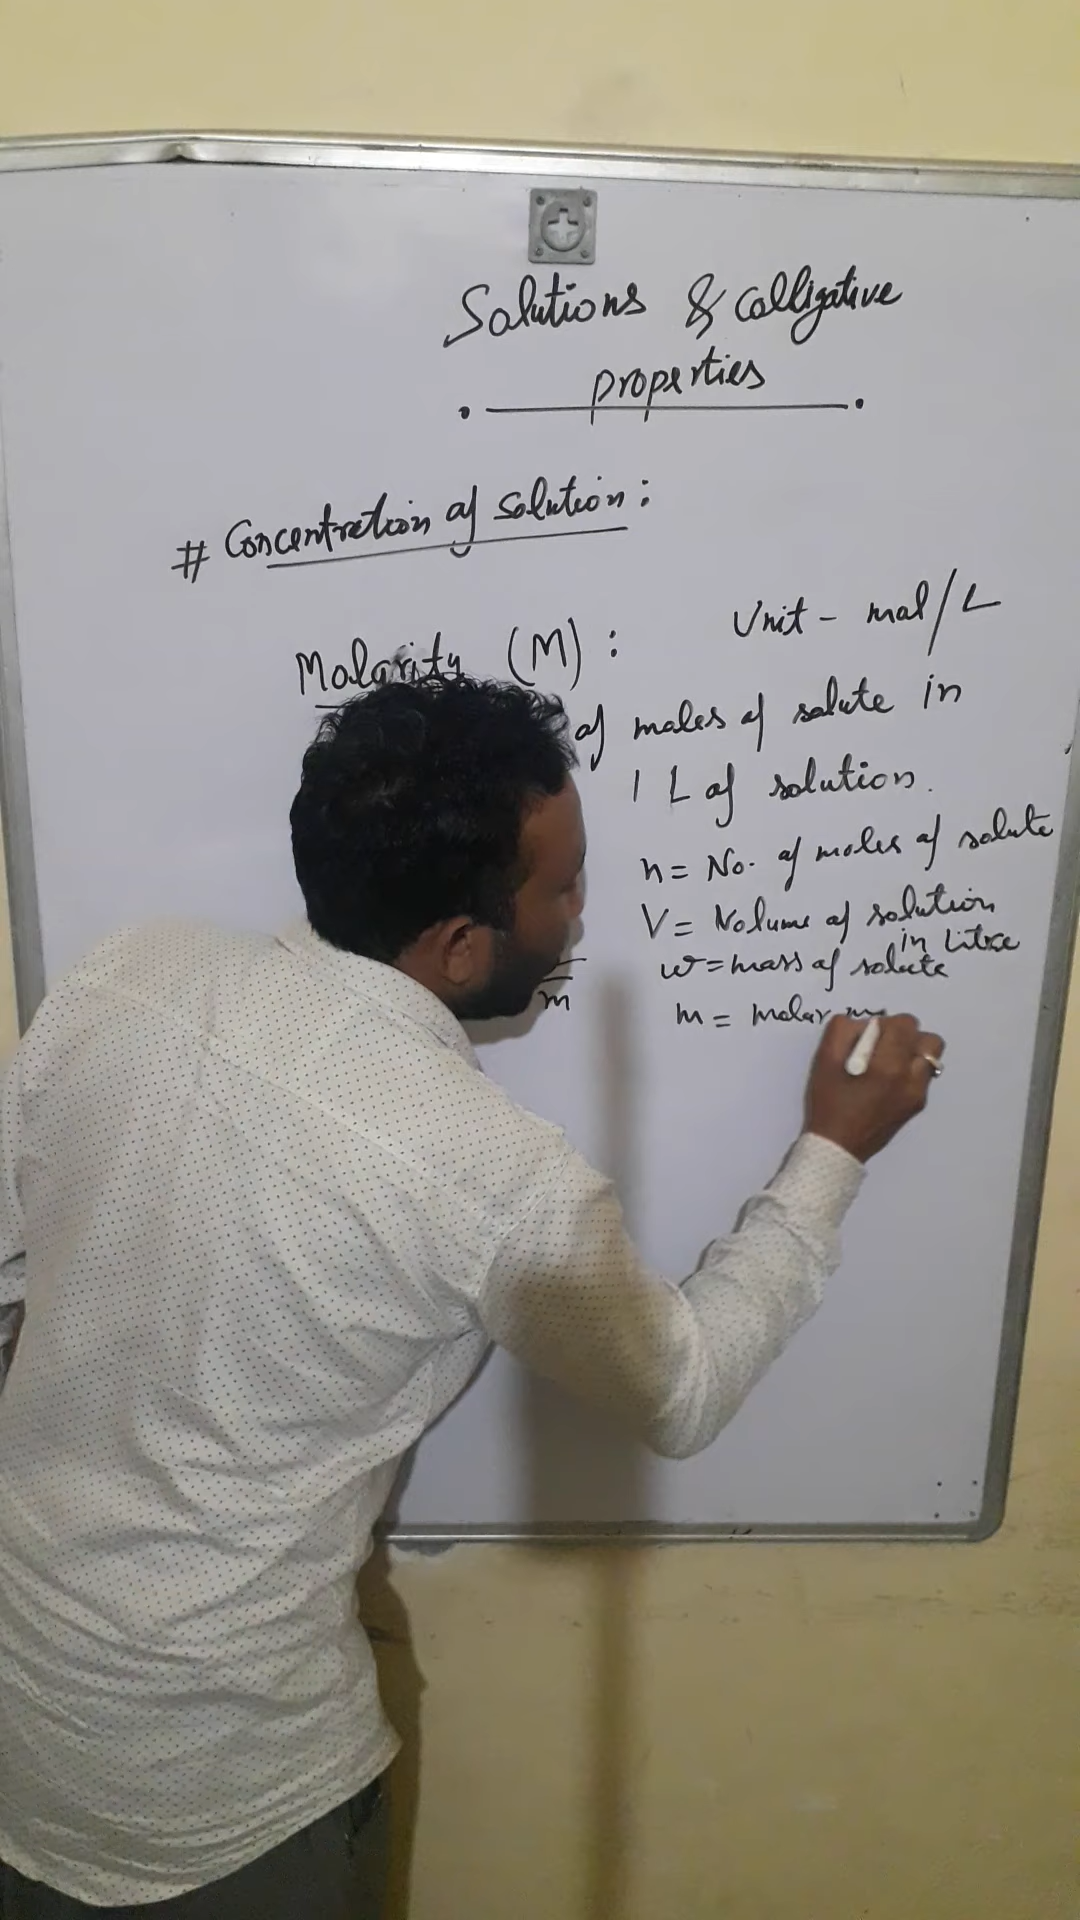 Solutions & Colligative
properties
# Concentration of solution :
Molarity (M) : Unit - mol/L
of moles of solute in
1 L of solution.
n = No. of moles of solute
V = Volume of solution
in Litre
w = mass of solute
m
m = molar